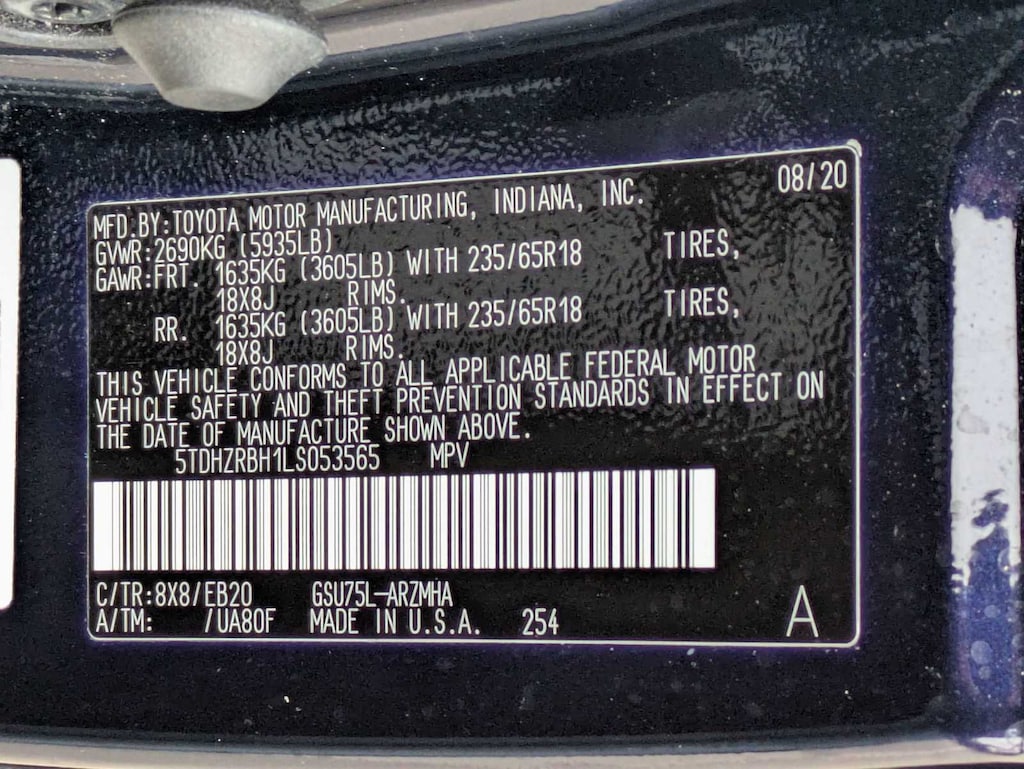 08/20
MFD.BY:TOYOTA MOTOR MANUFACTURING, INDIANA, INC.
GVWR:2690KG (5935LB)
GAWR:FRT. 1635KG (3605LB) WITH 235/65R18 TIRES,
18X8J RIMS.
RR. 1635KG (3605LB) WITH 235/65R18 TIRES,
18X8J RIMS.
THIS VEHICLE CONFORMS TO ALL APPLICABLE FEDERAL MOTOR
VEHICLE SAFETY AND THEFT PREVENTION STANDARDS IN EFFECT ON
THE DATE OF MANUFACTURE SHOWN ABOVE.
5TDHZRBH1LS053565 MPV
C/TR:8X8/EB20 GSU75L-ARZMHA
A/TM: /UA80F MADE IN U.S.A. 254 A